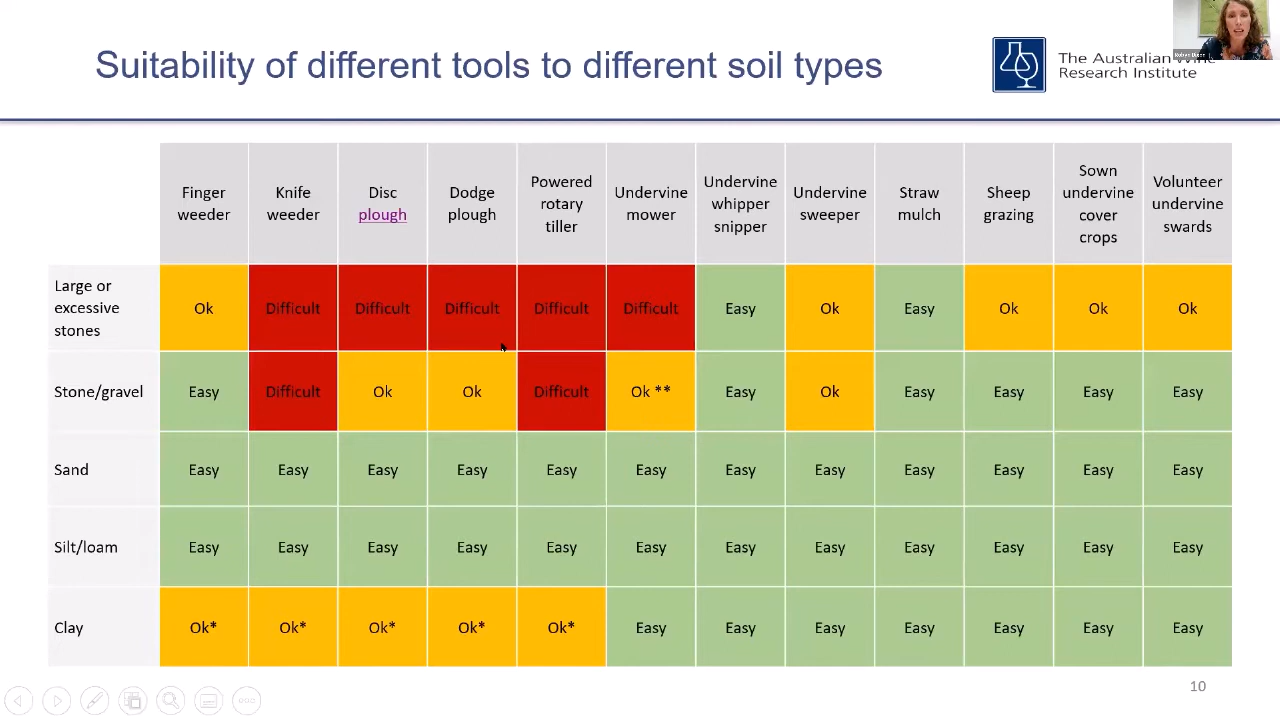 Suitability of different tools to different soil types
The Australian Wine
Research Institute
Finger
weeder
Knife
weeder
Disc
plough
Dodge
plough
Powered
rotary
tiller
Undervine
mower
Undervine
whipper
snipper
Undervine
sweeper
Straw
mulch
Sheep
grazing
Sown
undervine
cover
crops
Volunteer
undervine
swards
Large or
excessive
stones
Ok Difficult Difficult Difficult Difficult Difficult Easy Ok Easy Ok Ok Ok
Stone/gravel Easy Difficult Ok Ok Difficult Ok ** Easy Ok Easy Easy Easy Easy
Sand Easy Easy Easy Easy Easy Easy Easy Easy Easy Easy Easy Easy
Silt/loam Easy Easy Easy Easy Easy Easy Easy Easy Easy Easy Easy Easy
Clay Ok* Ok* Ok* Ok* Ok* Easy Easy Easy Easy Easy Easy Easy
10